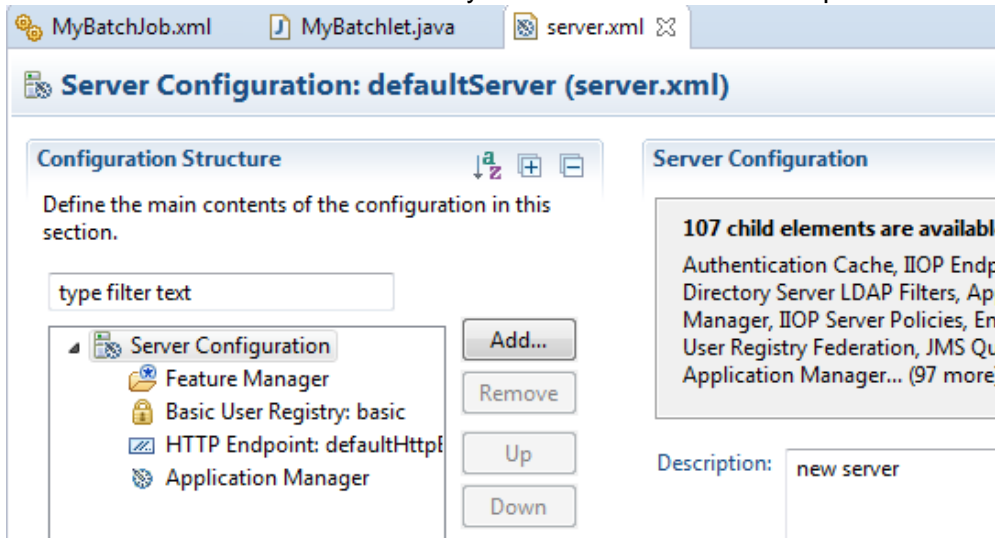 MyBatchJob.xml
MyBatchlet.java
server.xml
Server Configuration: defaultServer (server.xml)
Configuration Structure
Define the main contents of the configuration in this
section.
type filter text
Server Configuration
Feature Manager
Basic User Registry: basic
HTTP Endpoint: defaultHttpE
Application Manager
Add...
Remove
Up
Down
Server Configuration
107 child elements are availabl
Authentication Cache, IIOP Endp
Directory Server LDAP Filters, Ap
Manager, IIOP Server Policies, En
User Registry Federation, JMS Qu
Application Manager... (97 more
Description:
new server